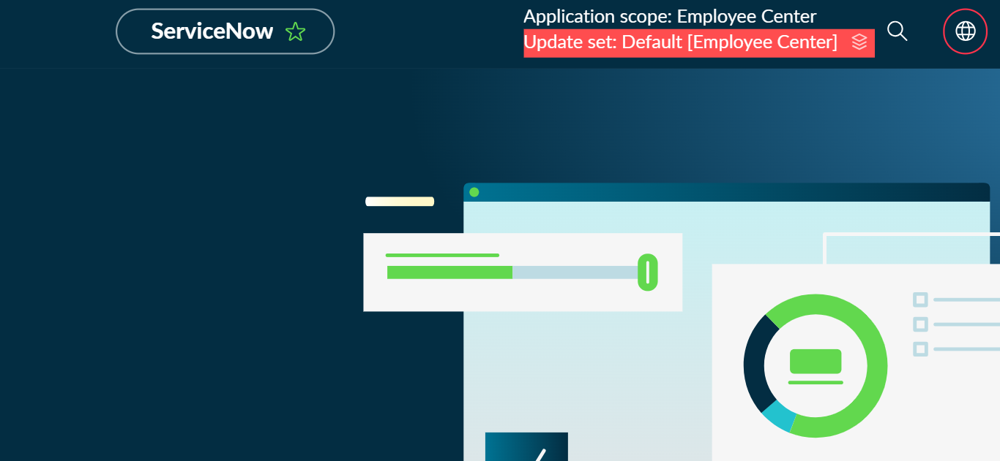 ServiceNow
Application scope: Employee Center
Update set: Default [Employee Center]